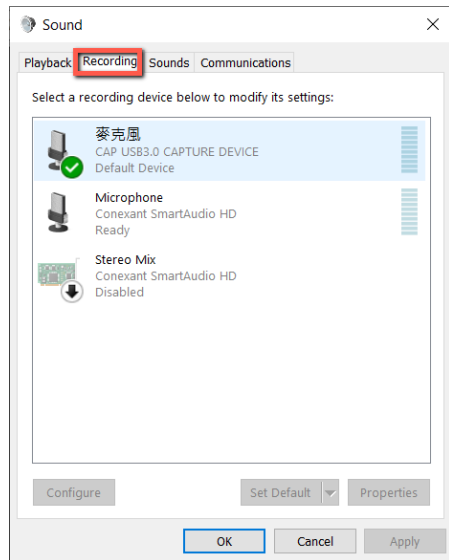 Sound
Playback Recording Sounds Communications
Select a recording device below to modify its settings:
麥克風
CAP USB3.0 CAPTURE DEVICE
Default Device
Microphone
Conexant SmartAudio HD
Ready
Stereo Mix
Conexant SmartAudio HD
Disabled
Configure Set Default Properties
OK Cancel Apply